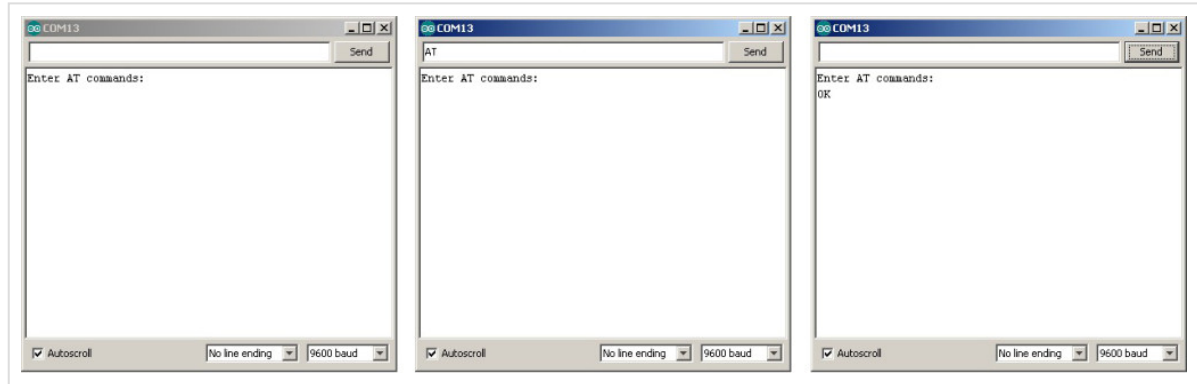 COM13
Send
Enter AT commands:
Autoscroll
No line ending
9600 baud
COM13
AT
Send
Enter AT commands:
Autoscroll
No line ending
9600 baud
COM13
Send
Enter AT commands:
OK
Autoscroll
No line ending
9600 baud